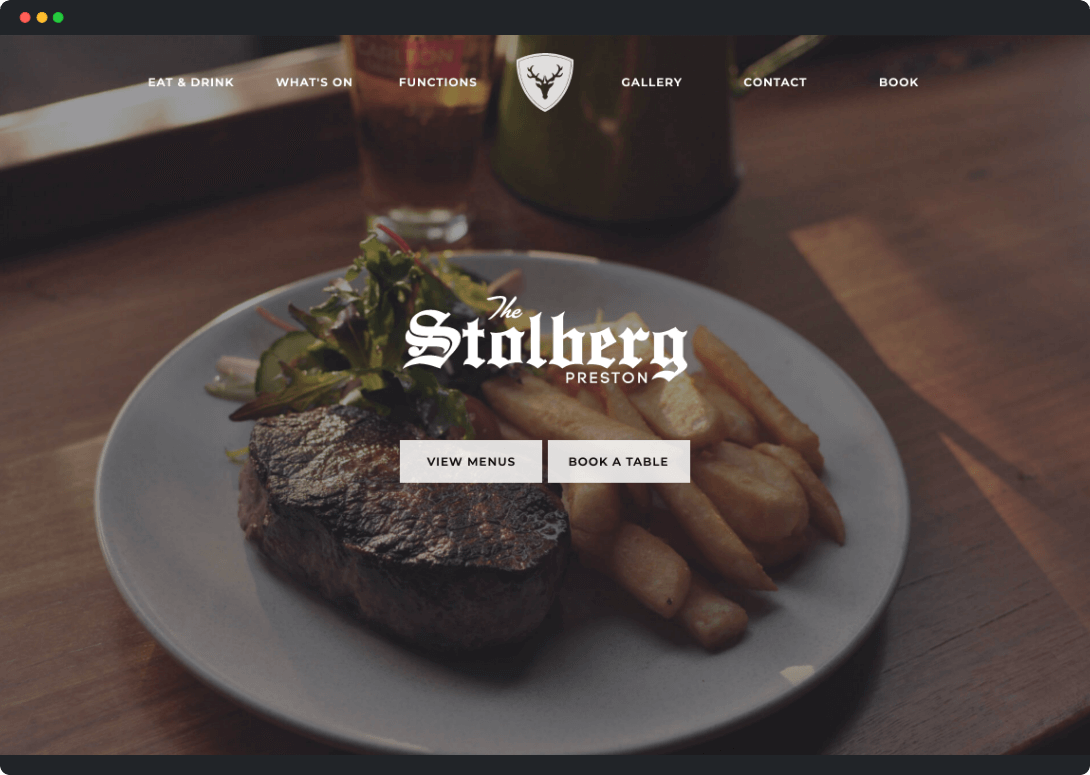 EAT & DRINK
WHAT'S ON
FUNCTIONS
GALLERY
CONTACT
BOOK
The
Stolberg
PRESTON
VIEW MENUS
BOOK A TABLE